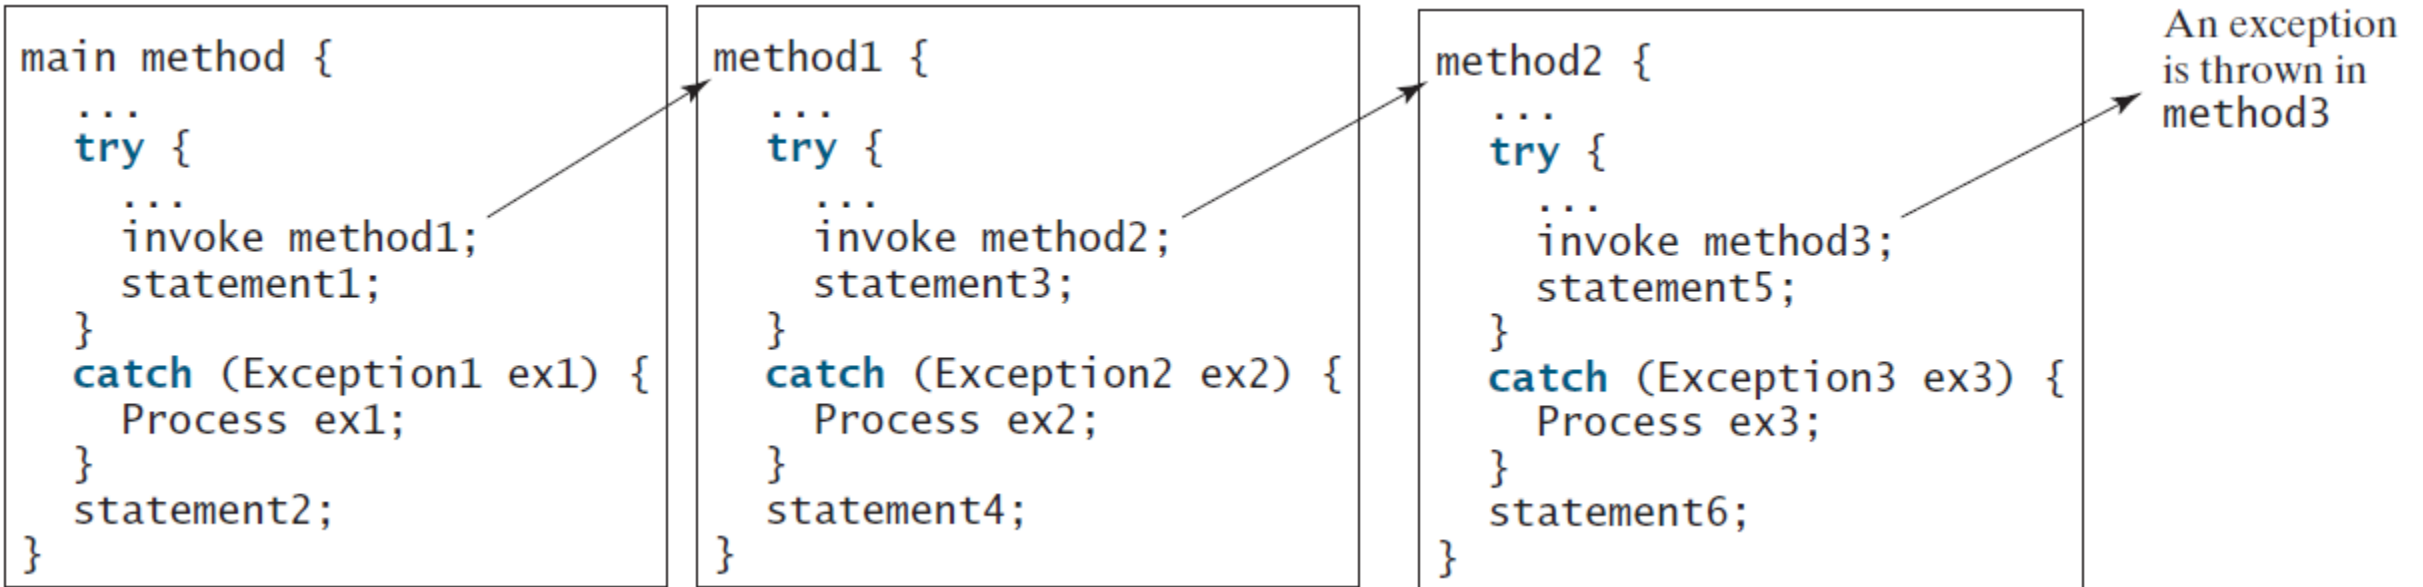 main method {
...
try {
...
invoke method1;
statement1;
}
catch (Exception1 ex1) {
Process ex1;
}
statement2;
}
method1 {
...
try {
...
invoke method2;
statement3;
}
catch (Exception2 ex2) {
Process ex2;
}
statement4;
}
method2 {
...
try {
...
invoke method3;
statement5;
}
catch (Exception3 ex3) {
Process ex3;
}
statement6;
}
An exception
is thrown in
method3